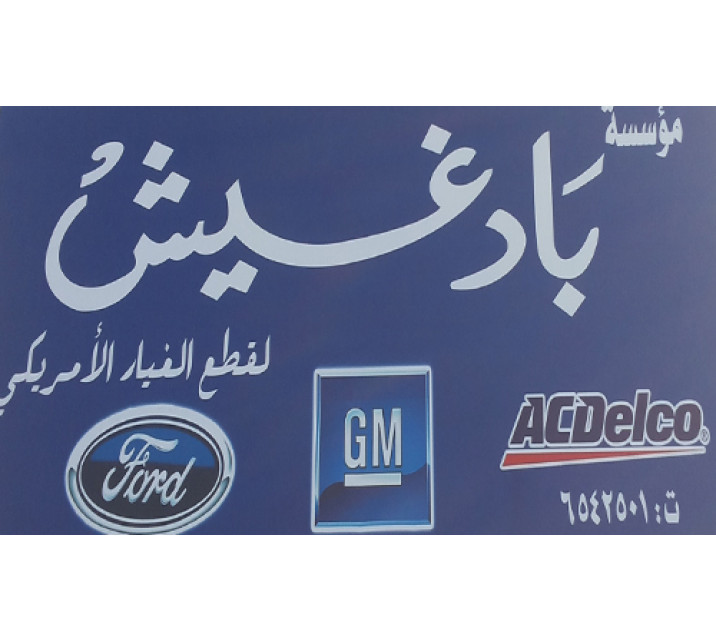 مؤسسة
بَادغيشُ
لقطع الغيار الأمريكي
Ford
GM
ACDelco®
ت: ٦٥٤٢٥٠١